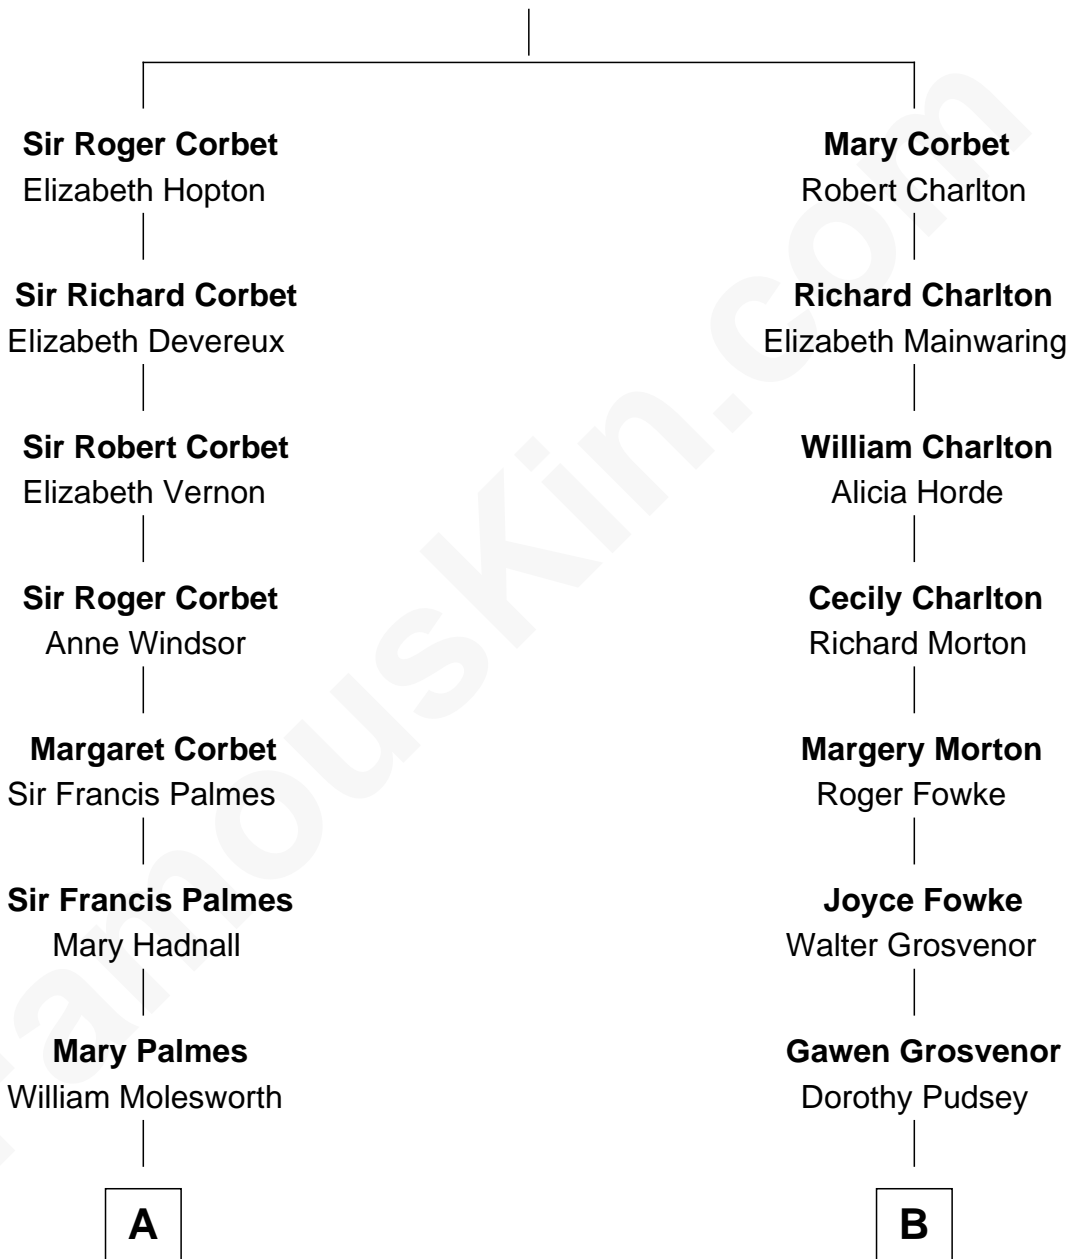 Sir Roger Corbet
Elizabeth Hopton
Sir Richard Corbet
Elizabeth Devereux
Sir Robert Corbet
Elizabeth Vernon
Sir Roger Corbet
Anne Windsor
Margaret Corbet
Sir Francis Palmes
Sir Francis Palmes
Mary Hadnall
Mary Palmes
William Molesworth
A
Mary Corbet
Robert Charlton
Richard Charlton
Elizabeth Mainwaring
William Charlton
Alicia Horde
Cecily Charlton
Richard Morton
Margery Morton
Roger Fowke
Joyce Fowke
Walter Grosvenor
Gawen Grosvenor
Dorothy Pudsey
B
FamousKin.com